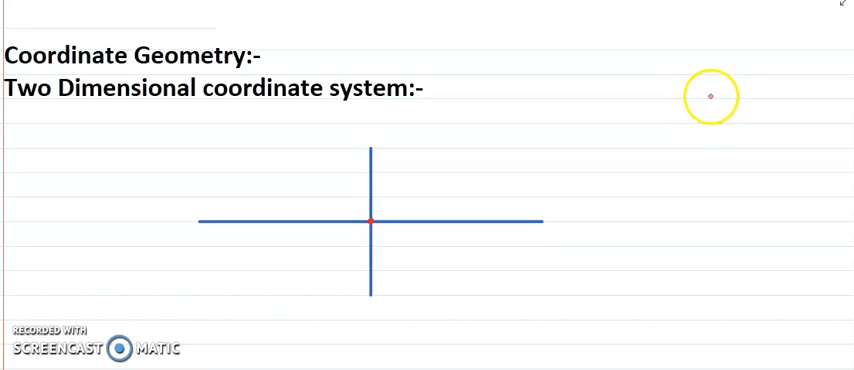 Coordinate Geometry:-
Two Dimensional coordinate system:-
RECORDED WITH
SCREENCAST MATIC